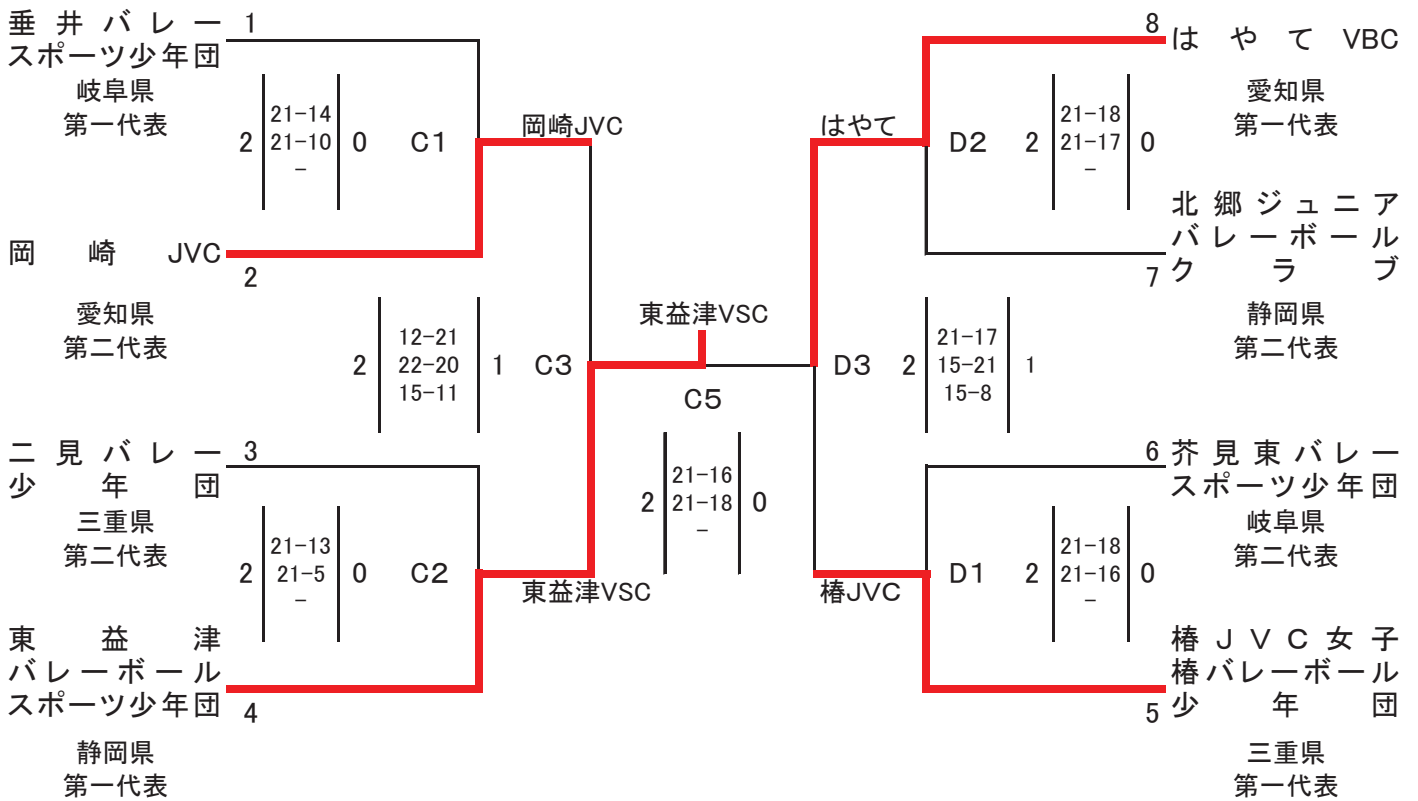 垂井バレー
スポーツ少年団
1
岐阜県
第一代表
2 21-14 0 C1
21-10
-
岡崎JVC
岡崎JVC
2
愛知県
第二代表
2 12-21 1 C3
22-20
15-11
二見バレー
少年団
3
三重県
第二代表
2 21-13 0 C2
21-5
-
東益津VSC
東益津
バレーボール
スポーツ少年団
4
静岡県
第一代表
東益津VSC
C5
2 21-16 0
21-18
-
8
はやてVBC
愛知県
第一代表
はやて
D2 2 21-18 0
21-17
-
北郷ジュニア
バレーボール
クラブ
7
静岡県
第二代表
D3 2 21-17 1
15-21
15-8
6
芥見東バレー
スポーツ少年団
岐阜県
第二代表
椿JVC
D1 2 21-18 0
21-16
-
椿JVC女子
椿バレーボール
少年団
5
三重県
第一代表